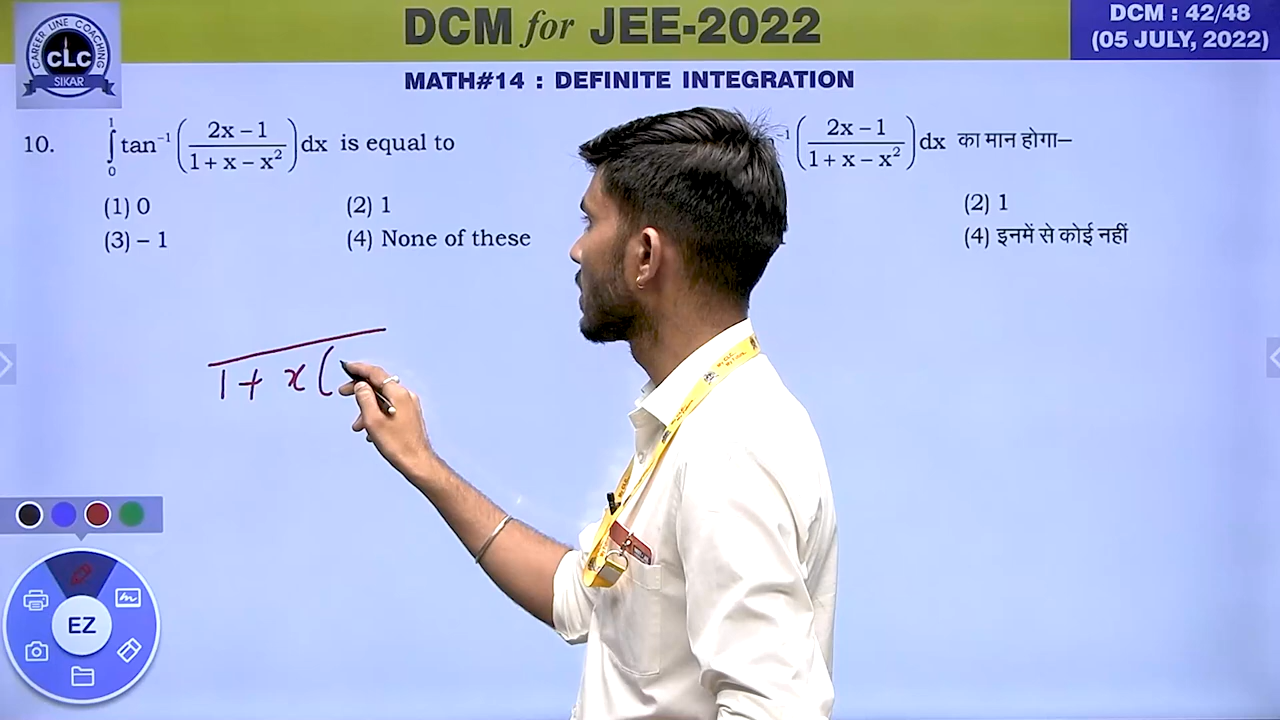 DCM for JEE-2022
DCM : 42/48
(05 JULY, 2022)
CAREER LINE COACHING
CLC
SIKAR
MATH#14 : DEFINITE INTEGRATION
10. ∫₀¹ tan⁻¹ ((2x – 1)/(1 + x – x²)) dx is equal to
(1) 0 (2) 1
(3) – 1 (4) None of these
⁻¹ ((2x – 1)/(1 + x – x²)) dx का मान होगा–
(2) 1
(4) इनमें से कोई नहीं
1 + x (
EZ